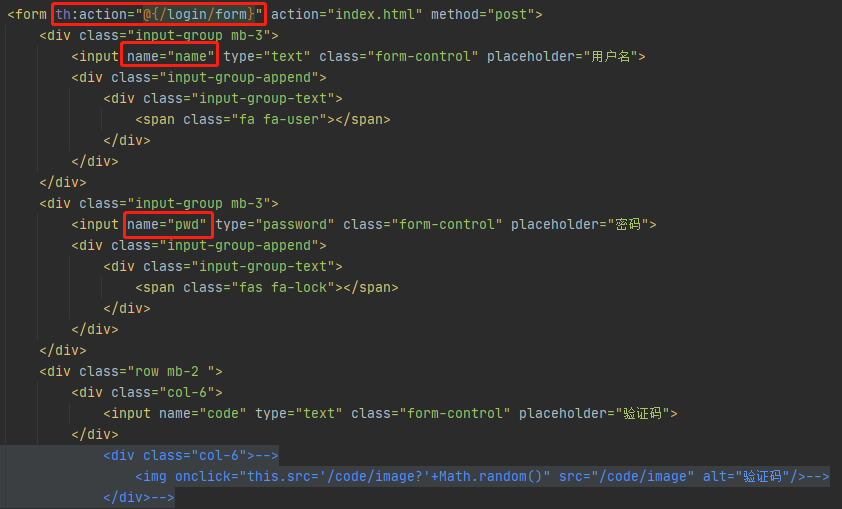 <form th:action="@{/login/form}" action="index.html" method="post">
<div class="input-group mb-3">
<input name="name" type="text" class="form-control" placeholder="用户名">
<div class="input-group-append">
<div class="input-group-text">
<span class="fa fa-user"></span>
</div>
</div>
</div>
<div class="input-group mb-3">
<input name="pwd" type="password" class="form-control" placeholder="密码">
<div class="input-group-append">
<div class="input-group-text">
<span class="fas fa-lock"></span>
</div>
</div>
</div>
<div class="row mb-2 ">
<div class="col-6">
<input name="code" type="text" class="form-control" placeholder="验证码">
</div>
<div class="col-6">-->
<img onclick="this.src='/code/image?'+Math.random()" src="/code/image" alt="验证码"/>-->
</div>-->